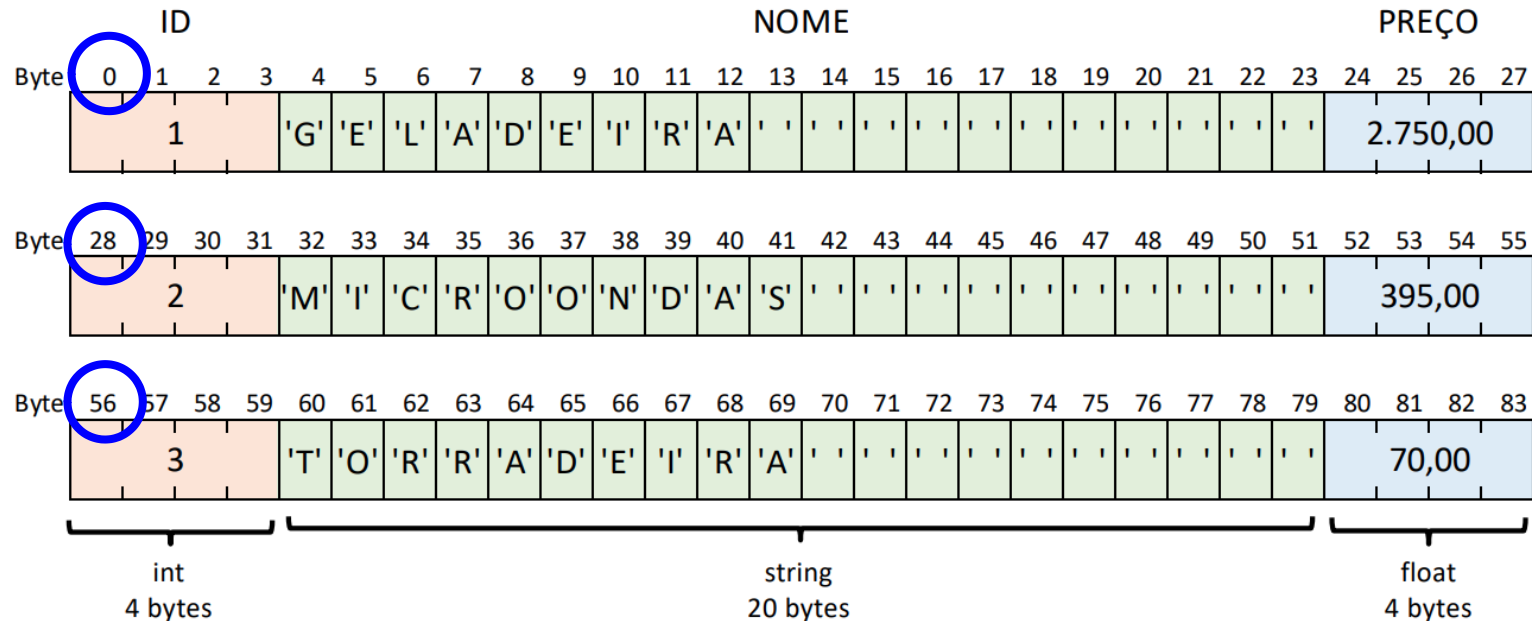 ID NOME PREÇO
Byte 0 1 2 3 4 5 6 7 8 9 10 11 12 13 14 15 16 17 18 19 20 21 22 23 24 25 26 27
1 'G' 'E' 'L' 'A' 'D' 'E' 'I' 'R' 'A' ' ' ' ' ' ' ' ' ' ' ' ' ' ' ' ' ' ' ' ' ' ' 2.750,00
Byte 28 29 30 31 32 33 34 35 36 37 38 39 40 41 42 43 44 45 46 47 48 49 50 51 52 53 54 55
2 'M' 'I' 'C' 'R' 'O' 'O' 'N' 'D' 'A' 'S' ' ' ' ' ' ' ' ' ' ' ' ' ' ' ' ' ' ' ' ' 395,00
Byte 56 57 58 59 60 61 62 63 64 65 66 67 68 69 70 71 72 73 74 75 76 77 78 79 80 81 82 83
3 'T' 'O' 'R' 'R' 'A' 'D' 'E' 'I' 'R' 'A' ' ' ' ' ' ' ' ' ' ' ' ' ' ' ' ' ' ' ' ' 70,00
int string float
4 bytes 20 bytes 4 bytes